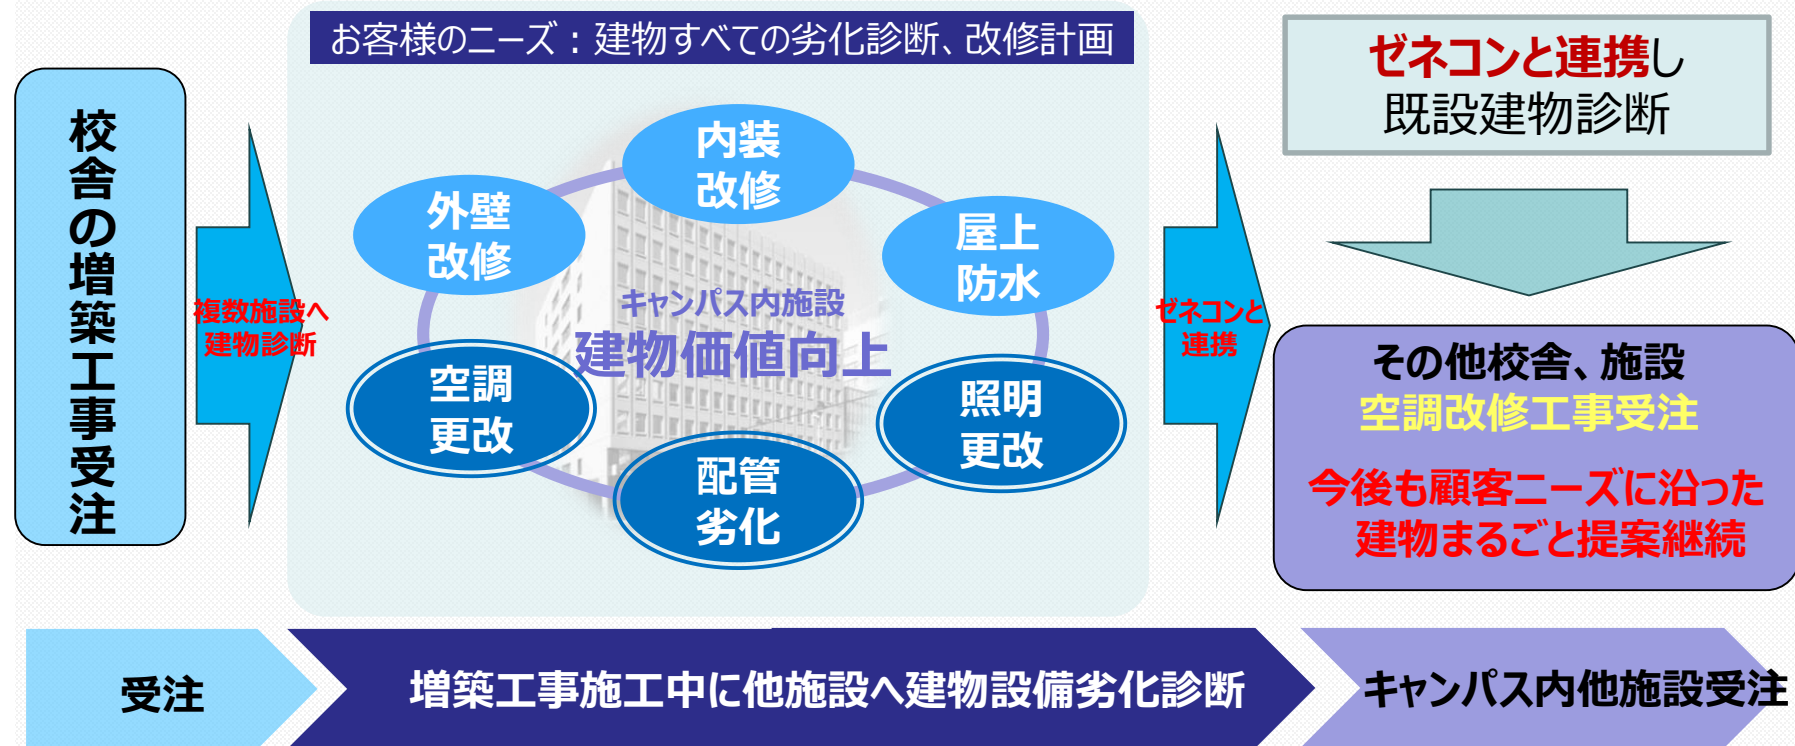 お客様のニーズ：建物すべての劣化診断、改修計画
校舎の増築工事受注
複数施設へ
建物診断
内装
改修
外壁
改修
屋上
防水
キャンパス内施設
建物価値向上
空調
更改
照明
更改
配管
劣化
ゼネコンと
連携
ゼネコンと連携し
既設建物診断
その他校舎、施設
空調改修工事受注
今後も顧客ニーズに沿った
建物まるごと提案継続
受注
増築工事施工中に他施設へ建物設備劣化診断
キャンパス内他施設受注